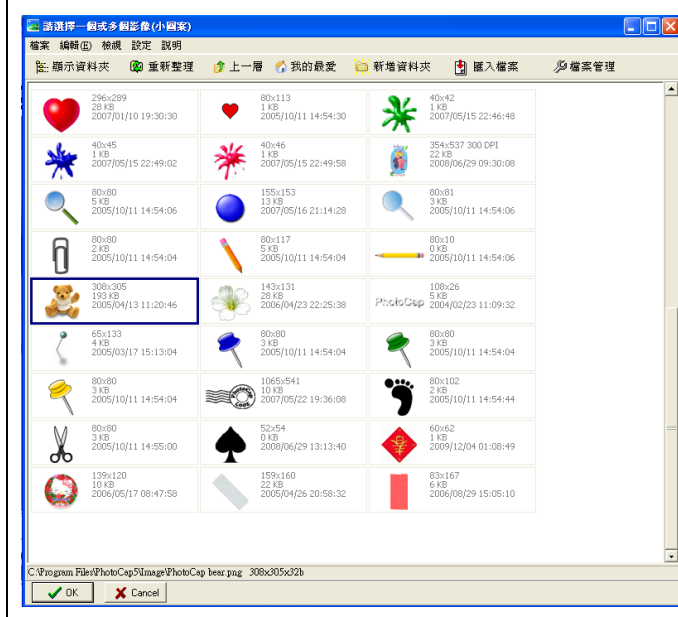 請選擇一個或多個影像(小圖案)
檔案 編輯(E) 檢視 設定 說明
顯示資料夾 重新整理 上一層 我的最愛 新增資料夾 匯入檔案 檔案管理
296x289
28 KB
2007/01/10 19:30:30
80x113
1 KB
2005/10/11 14:54:30
40x42
1 KB
2007/05/15 22:46:48
40x45
1 KB
2007/05/15 22:49:02
40x46
1 KB
2007/05/15 22:49:58
354x537 300 DPI
22 KB
2008/06/29 09:30:08
80x80
5 KB
2005/10/11 14:54:06
155x153
13 KB
2007/05/16 21:14:28
80x81
3 KB
2005/10/11 14:54:06
80x80
2 KB
2005/10/11 14:54:04
80x117
5 KB
2005/10/11 14:54:04
80x10
0 KB
2005/10/11 14:54:06
308x305
193 KB
2005/04/13 11:20:46
143x131
28 KB
2006/04/23 22:25:38
PhotoCap
108x26
5 KB
2004/02/23 11:09:32
65x133
4 KB
2005/03/17 15:13:04
80x80
3 KB
2005/10/11 14:54:04
80x80
3 KB
2005/10/11 14:54:04
80x80
3 KB
2005/10/11 14:54:04
1065x541
10 KB
2007/05/22 19:36:08
80x102
2 KB
2005/10/11 14:54:44
80x80
3 KB
2005/10/11 14:55:00
52x54
0 KB
2008/06/29 13:13:40
60x62
1 KB
2009/12/04 01:08:49
139x120
10 KB
2006/05/17 08:47:58
159x160
22 KB
2005/04/26 20:58:32
83x167
6 KB
2006/08/29 15:05:10
C:\Program Files\PhotoCap5\Image\PhotoCap bear.png 308x305x32b
OK Cancel